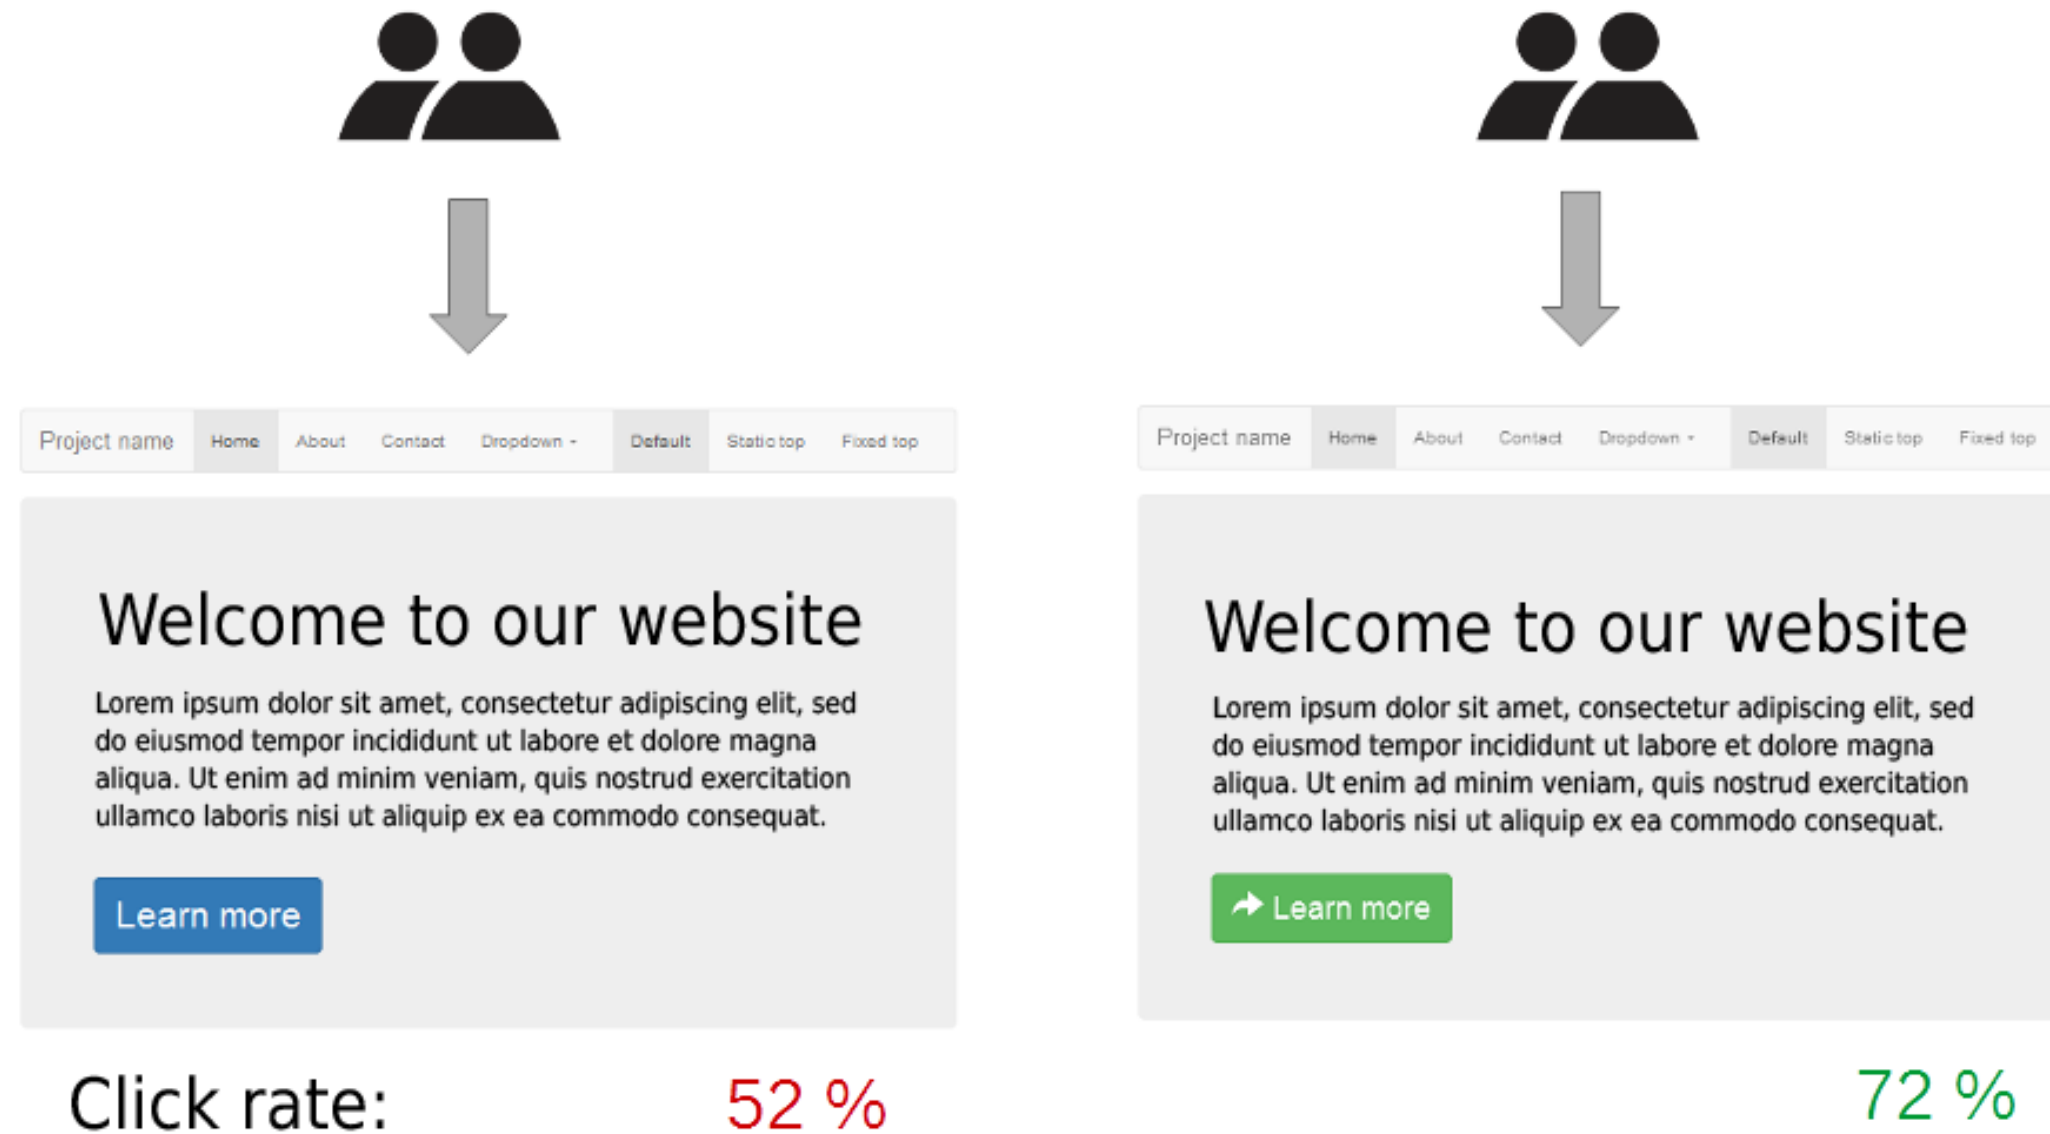 Project name Home About Contact Dropdown Default Static top Fixed top
Welcome to our website
Lorem ipsum dolor sit amet, consectetur adipiscing elit, sed
do eiusmod tempor incididunt ut labore et dolore magna
aliqua. Ut enim ad minim veniam, quis nostrud exercitation
ullamco laboris nisi ut aliquip ex ea commodo consequat.
Learn more
Click rate: 52 %
Project name Home About Contact Dropdown Default Static top Fixed top
Welcome to our website
Lorem ipsum dolor sit amet, consectetur adipiscing elit, sed
do eiusmod tempor incididunt ut labore et dolore magna
aliqua. Ut enim ad minim veniam, quis nostrud exercitation
ullamco laboris nisi ut aliquip ex ea commodo consequat.
Learn more
72 %